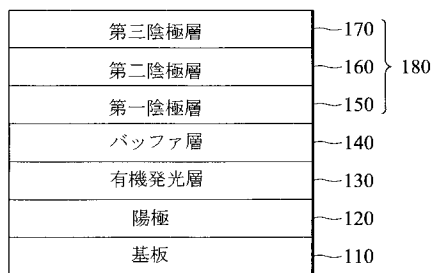 第三陰極層 170
第二陰極層 160 180
第一陰極層 150
バッファ層 140
有機発光層 130
陽極 120
基板 110